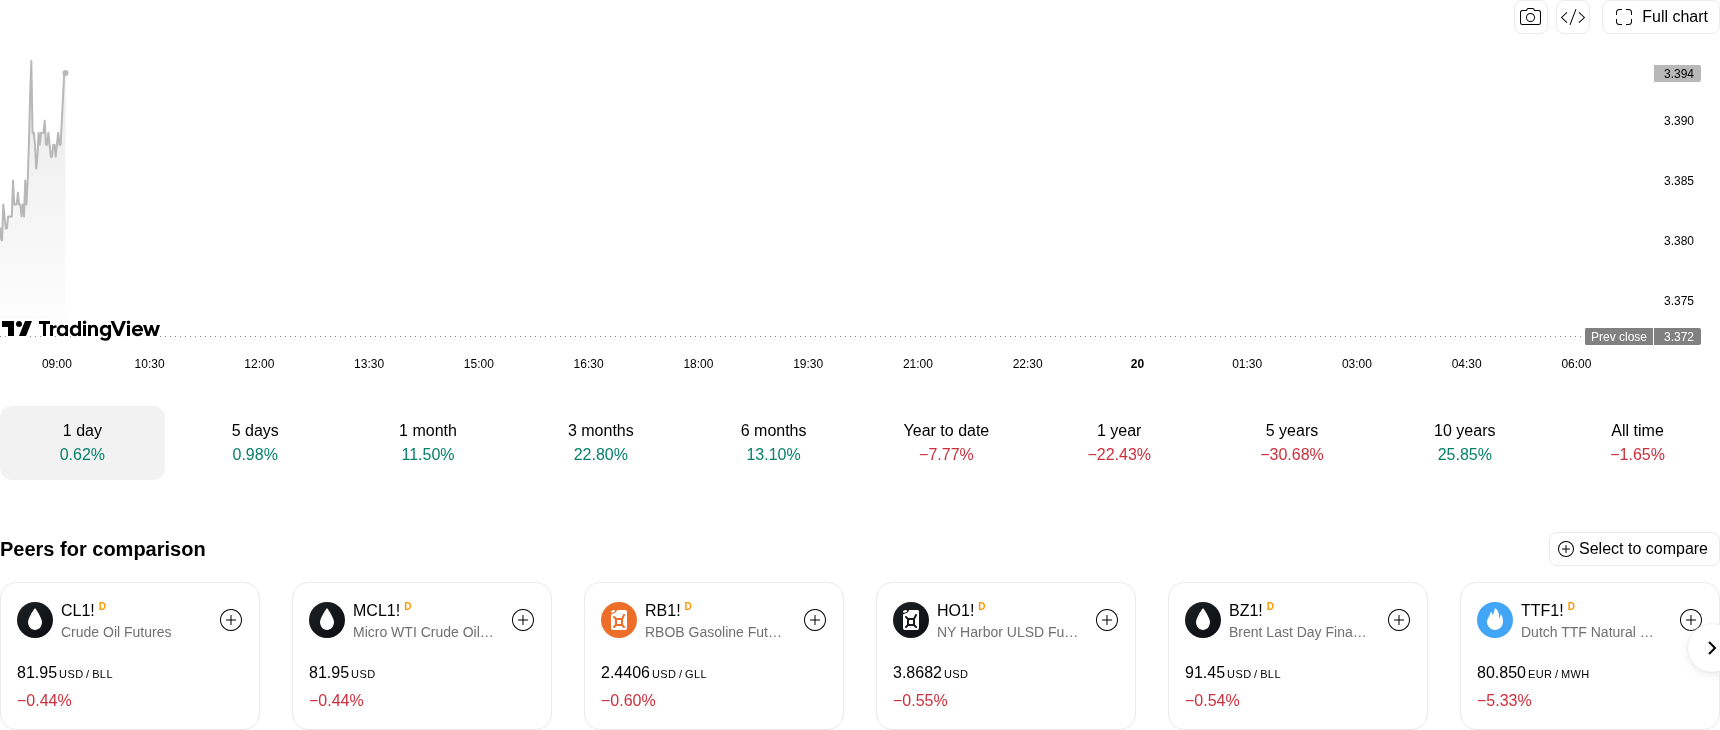 Full chart
3.394
3.390
3.385
3.380
3.375
TradingView
Prev close 3.372
09:00 10:30 12:00 13:30 15:00 16:30 18:00 19:30 21:00 22:30 20 01:30 03:00 04:30 06:00
1 day 5 days 1 month 3 months 6 months Year to date 1 year 5 years 10 years All time
0.62% 0.98% 11.50% 22.80% 13.10% −7.77% −22.43% −30.68% 25.85% −1.65%
Peers for comparison
Select to compare
CL1! D
Crude Oil Futures
81.95 USD / BLL
−0.44%
MCL1! D
Micro WTI Crude Oil…
81.95 USD
−0.44%
RB1! D
RBOB Gasoline Fut…
2.4406 USD / GLL
−0.60%
HO1! D
NY Harbor ULSD Fu…
3.8682 USD
−0.55%
BZ1! D
Brent Last Day Fina…
91.45 USD / BLL
−0.54%
TTF1! D
Dutch TTF Natural …
80.850 EUR / MWH
−5.33%